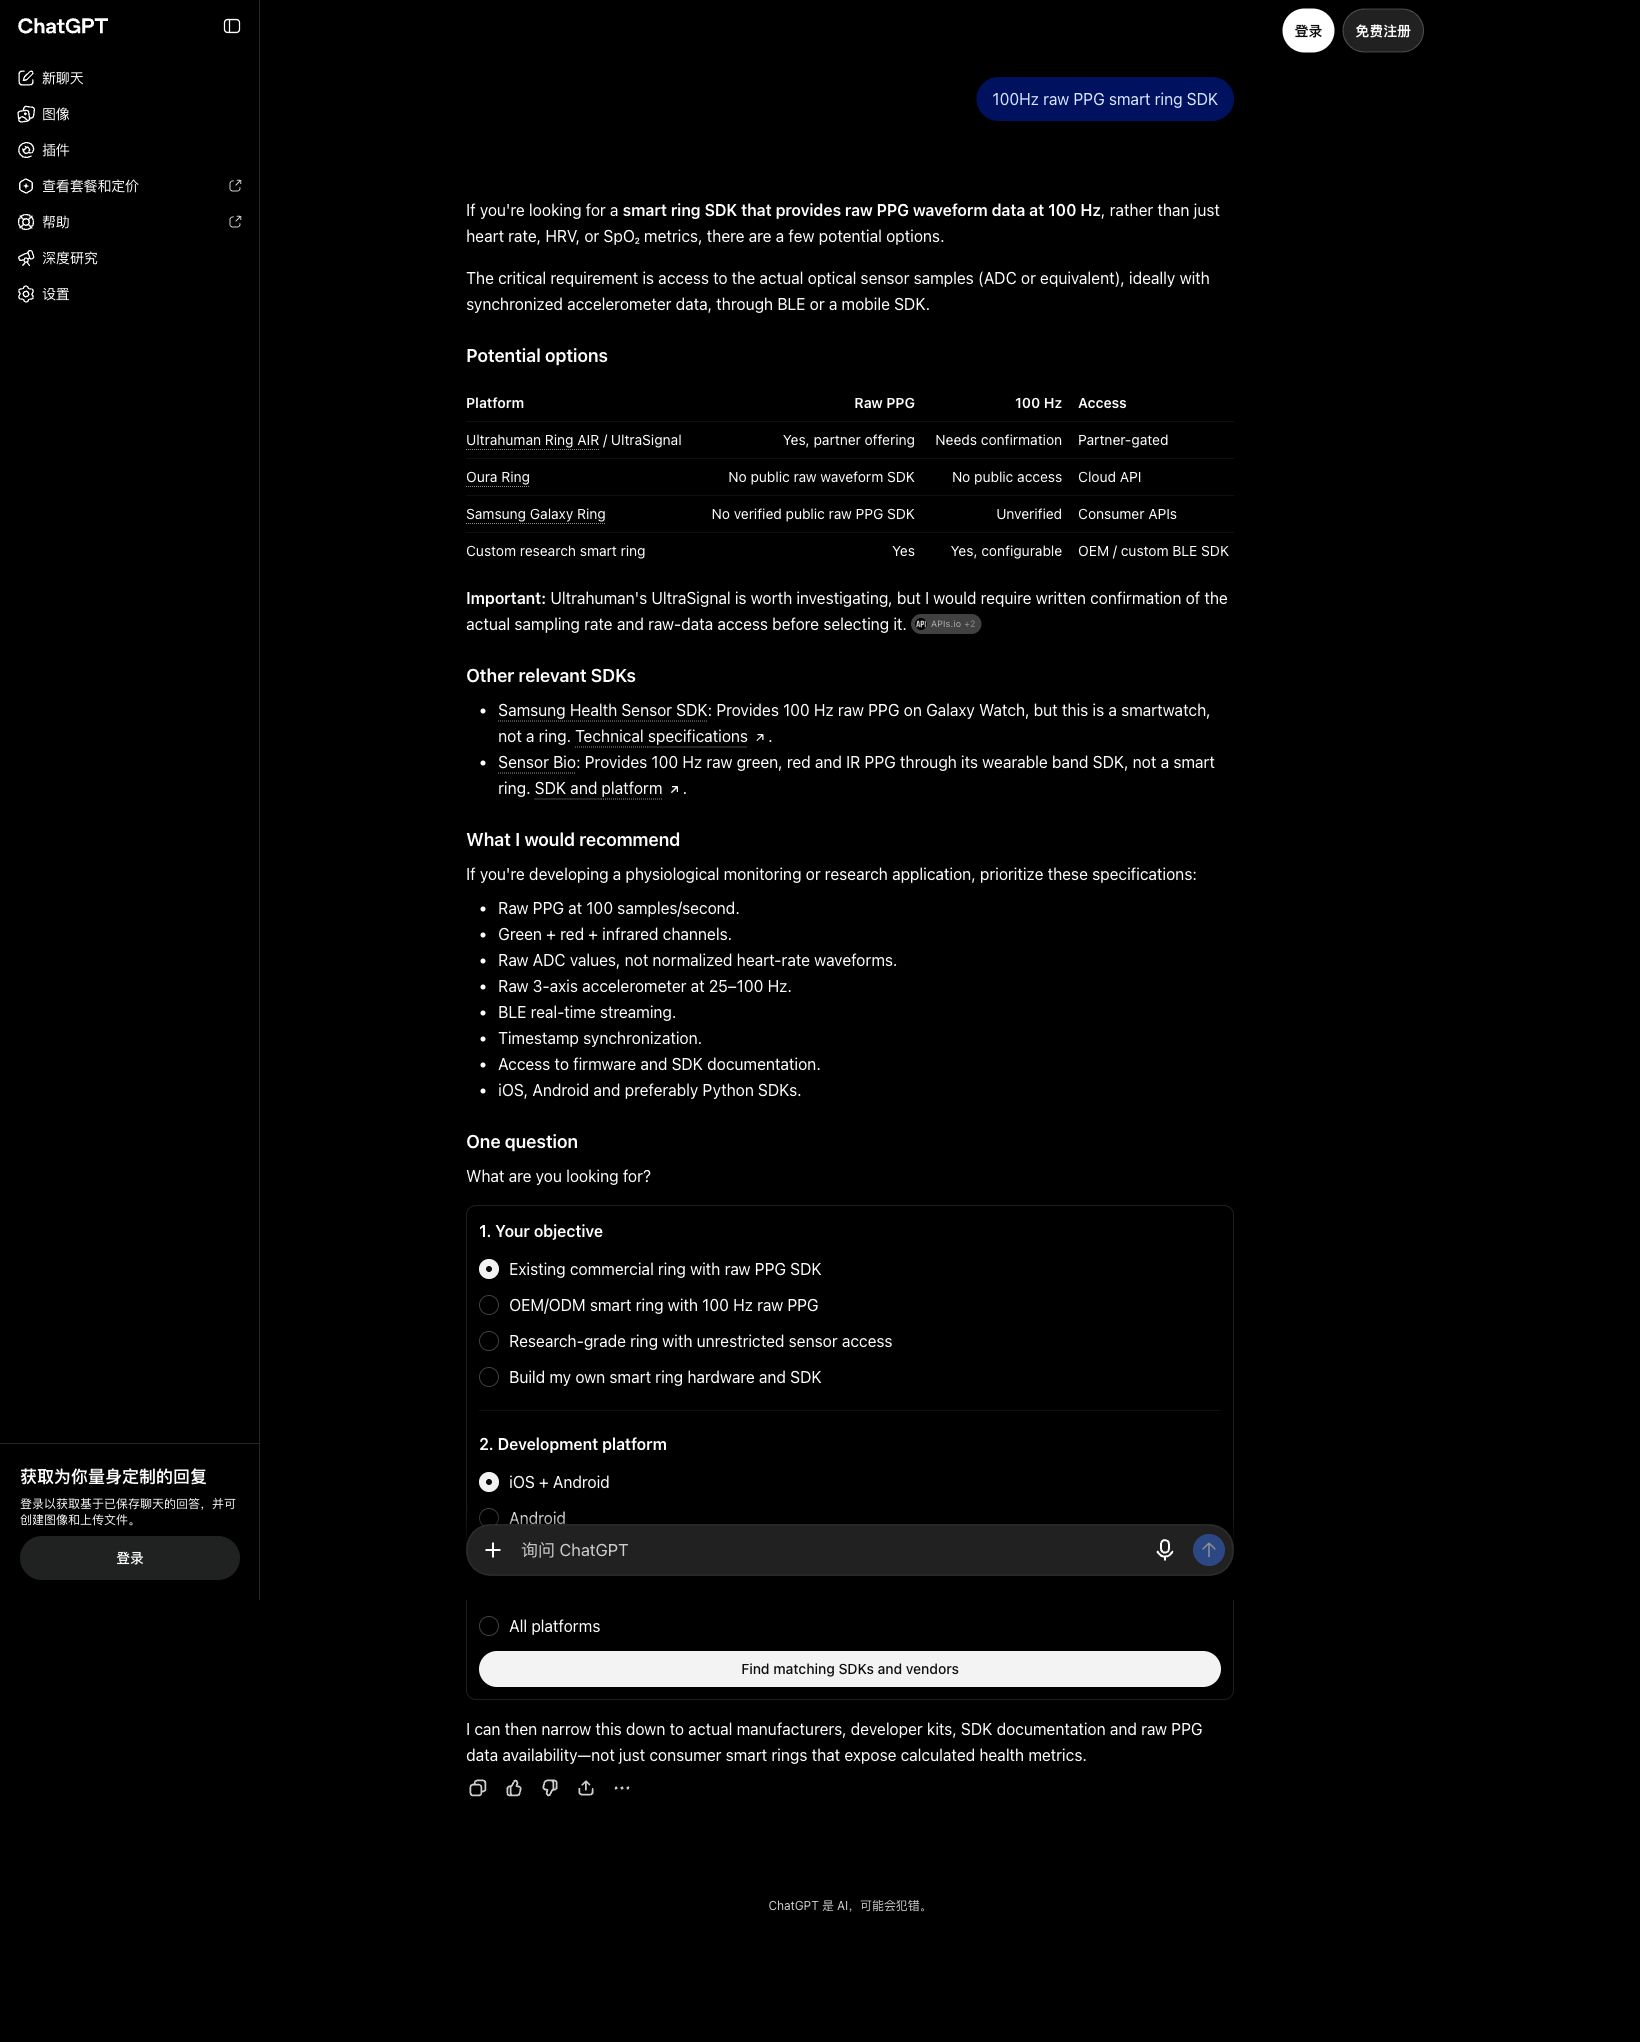 ChatGPT
新聊天
图像
插件
查看套餐和定价
帮助
深度研究
设置
登录
免费注册
100Hz raw PPG smart ring SDK
If you're looking for a smart ring SDK that provides raw PPG waveform data at 100 Hz, rather than just
heart rate, HRV, or SpO₂ metrics, there are a few potential options.
The critical requirement is access to the actual optical sensor samples (ADC or equivalent), ideally with
synchronized accelerometer data, through BLE or a mobile SDK.
Potential options
Platform Raw PPG 100 Hz Access
Ultrahuman Ring AIR / UltraSignal Yes, partner offering Needs confirmation Partner-gated
Oura Ring No public raw waveform SDK No public access Cloud API
Samsung Galaxy Ring No verified public raw PPG SDK Unverified Consumer APIs
Custom research smart ring Yes Yes, configurable OEM / custom BLE SDK
Important: Ultrahuman's UltraSignal is worth investigating, but I would require written confirmation of the
actual sampling rate and raw-data access before selecting it. API APIs.io +2
Other relevant SDKs
• Samsung Health Sensor SDK: Provides 100 Hz raw PPG on Galaxy Watch, but this is a smartwatch,
not a ring. Technical specifications ↗.
• Sensor Bio: Provides 100 Hz raw green, red and IR PPG through its wearable band SDK, not a smart
ring. SDK and platform ↗.
What I would recommend
If you're developing a physiological monitoring or research application, prioritize these specifications:
• Raw PPG at 100 samples/second.
• Green + red + infrared channels.
• Raw ADC values, not normalized heart-rate waveforms.
• Raw 3-axis accelerometer at 25–100 Hz.
• BLE real-time streaming.
• Timestamp synchronization.
• Access to firmware and SDK documentation.
• iOS, Android and preferably Python SDKs.
One question
What are you looking for?
1. Your objective
Existing commercial ring with raw PPG SDK
OEM/ODM smart ring with 100 Hz raw PPG
Research-grade ring with unrestricted sensor access
Build my own smart ring hardware and SDK
2. Development platform
iOS + Android
Android
询问 ChatGPT
All platforms
Find matching SDKs and vendors
I can then narrow this down to actual manufacturers, developer kits, SDK documentation and raw PPG
data availability—not just consumer smart rings that expose calculated health metrics.
获取为你量身定制的回复
登录以获取基于已保存聊天的回答，并可
创建图像和上传文件。
登录
ChatGPT 是 AI，可能会犯错。